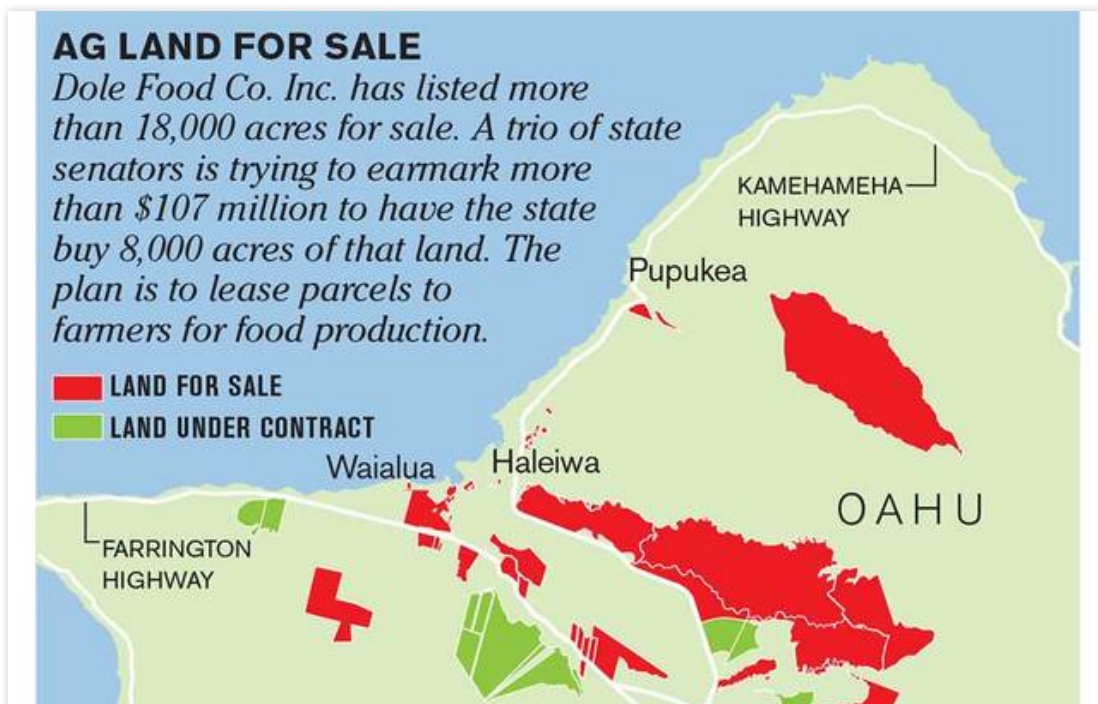 AG LAND FOR SALE
Dole Food Co. Inc. has listed more
than 18,000 acres for sale. A trio of state
senators is trying to earmark more
than $107 million to have the state
buy 8,000 acres of that land. The
plan is to lease parcels to
farmers for food production.
LAND FOR SALE
LAND UNDER CONTRACT
KAMEHAMEHA
HIGHWAY
Pupukea
Waialua
Haleiwa
OAHU
FARRINGTON
HIGHWAY